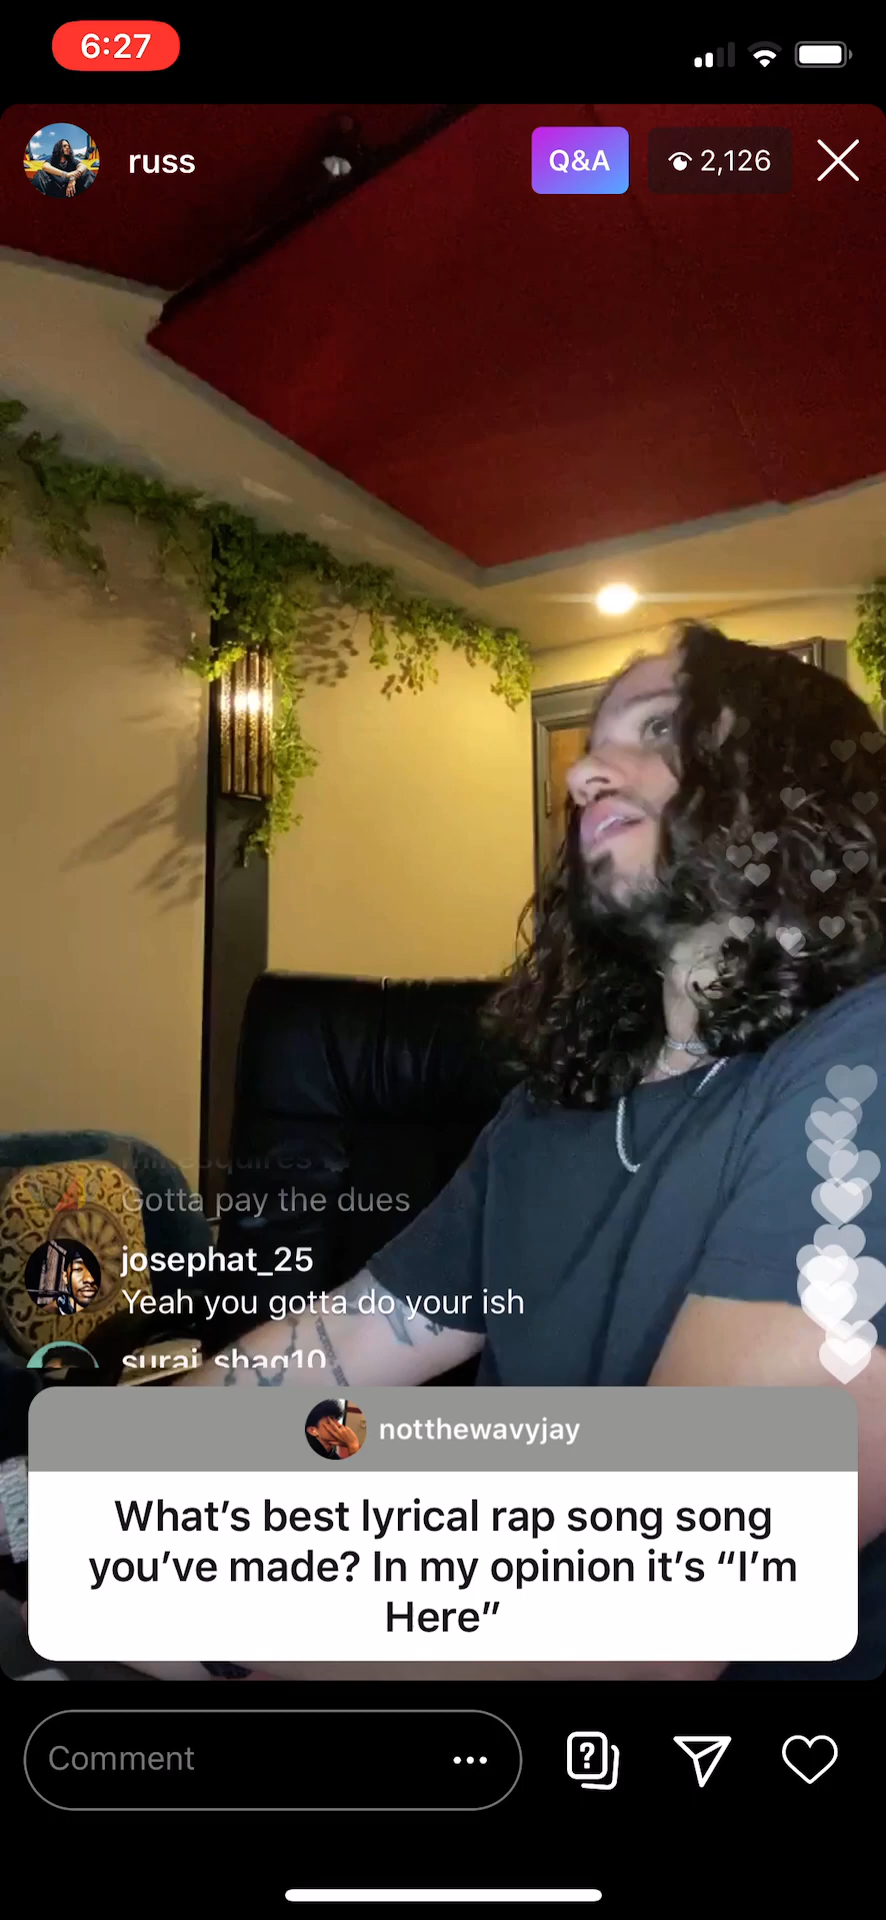 6:27
russ
Q&A
2,126
Gotta pay the dues
josephat_25
Yeah you gotta do your ish
suraj_shag10
notthewavyjay
What’s best lyrical rap song song
you’ve made? In my opinion it’s “I’m
Here”
Comment